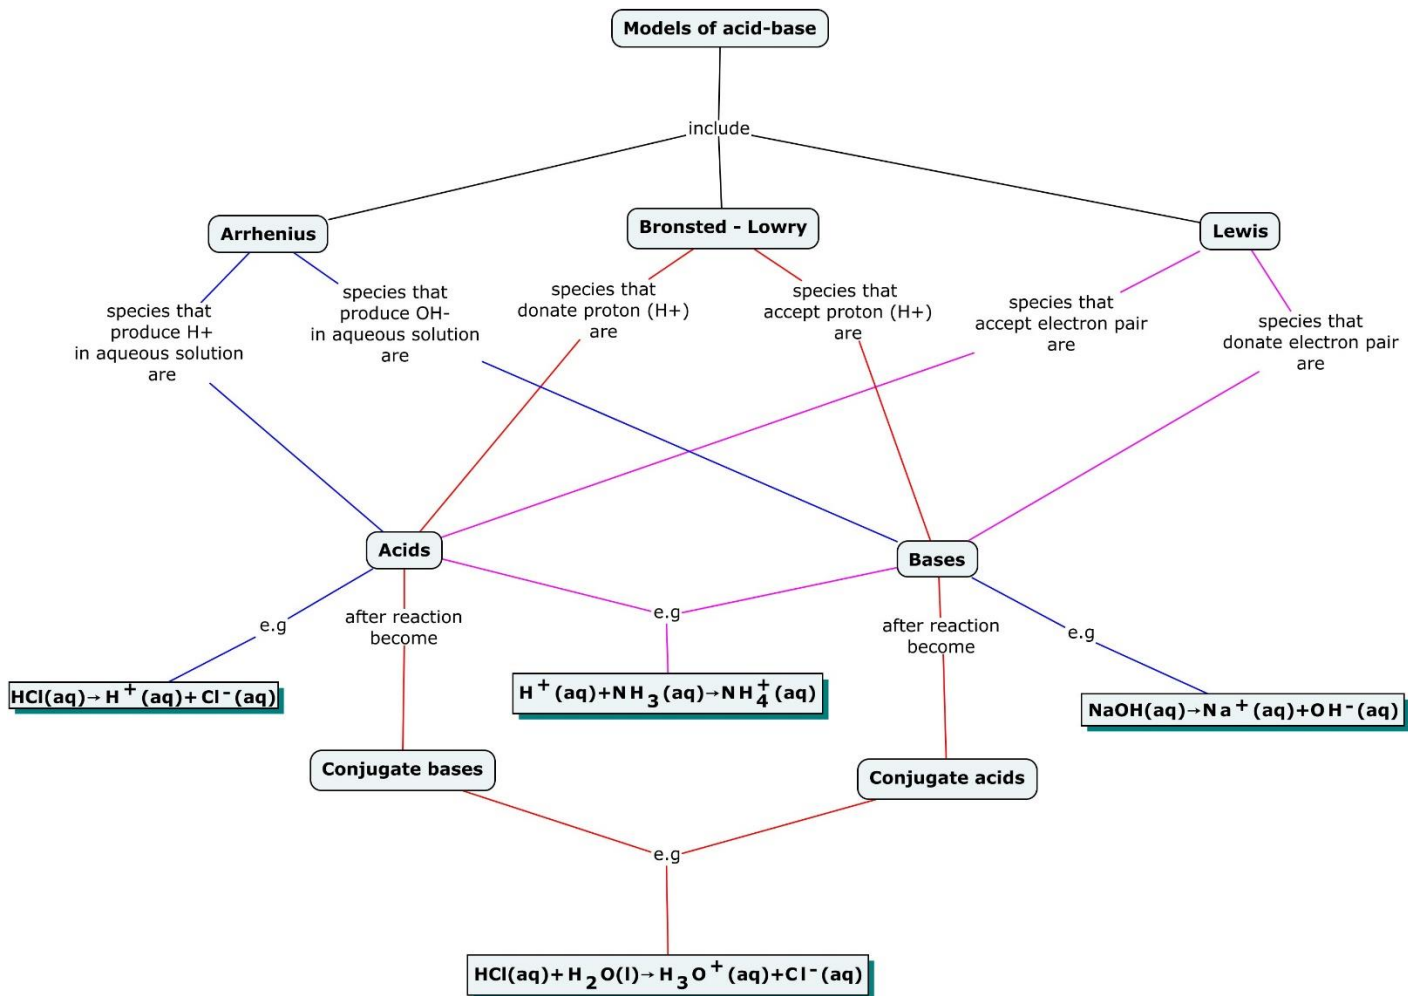 Models of acid-base
include
Arrhenius
Bronsted - Lowry
Lewis
species that
produce H+
in aqueous solution
are
species that
produce OH-
in aqueous solution
are
species that
donate proton (H+)
are
species that
accept proton (H+)
are
species that
accept electron pair
are
species that
donate electron pair
are
Acids
Bases
e.g
after reaction
become
e.g
after reaction
become
e.g
HCl(aq)→H⁺(aq)+Cl⁻(aq)
H⁺(aq)+NH₃(aq)→NH₄⁺(aq)
NaOH(aq)→Na⁺(aq)+OH⁻(aq)
Conjugate bases
Conjugate acids
e.g
HCl(aq)+H₂O(l)→H₃O⁺(aq)+Cl⁻(aq)